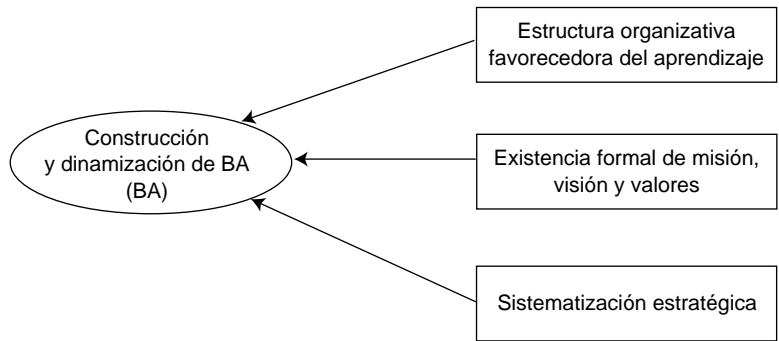 Estructura organizativa
favorecedora del aprendizaje
Construcción
y dinamización de BA
(BA)
Existencia formal de misión,
visión y valores
Sistematización estratégica